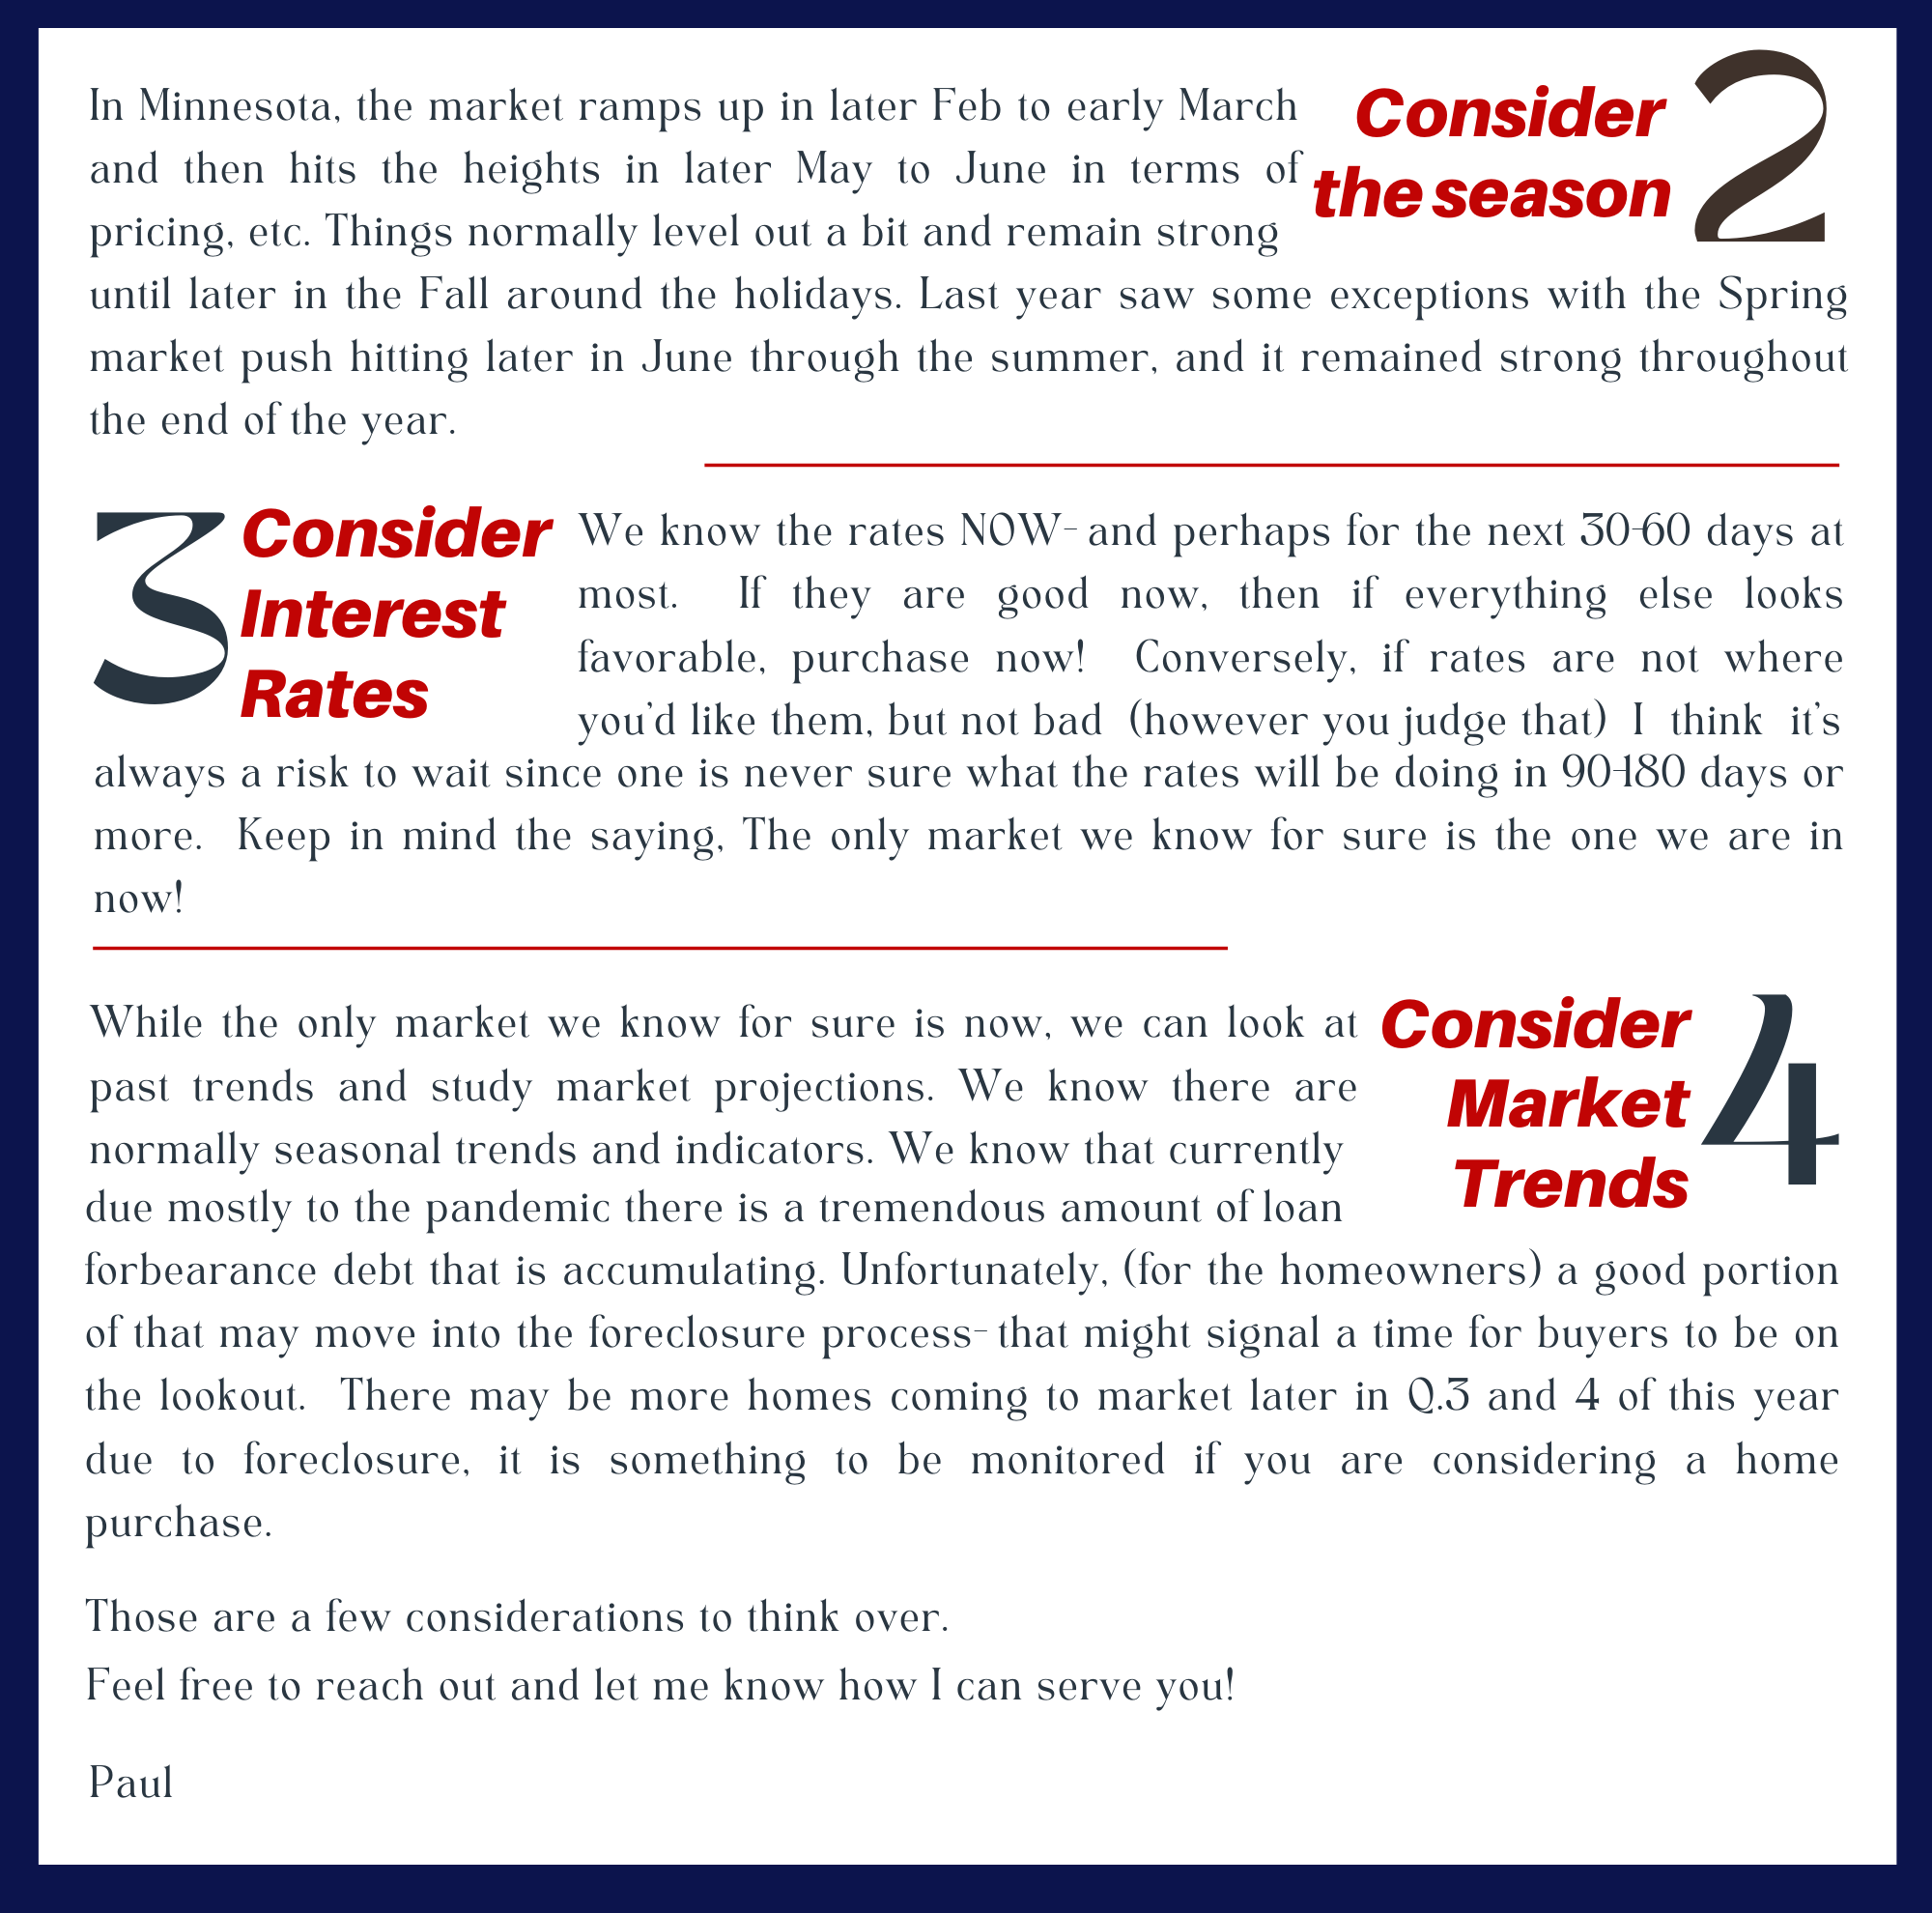 Consider
the season
2
In Minnesota, the market ramps up in later Feb to early March
and then hits the heights in later May to June in terms of
pricing, etc. Things normally level out a bit and remain strong
until later in the Fall around the holidays. Last year saw some exceptions with the Spring
market push hitting later in June through the summer, and it remained strong throughout
the end of the year.
3
Consider
Interest
Rates
We know the rates NOW- and perhaps for the next 30-60 days at
most. If they are good now, then if everything else looks
favorable, purchase now! Conversely, if rates are not where
you'd like them, but not bad (however you judge that) I think it's
always a risk to wait since one is never sure what the rates will be doing in 90-180 days or
more. Keep in mind the saying, The only market we know for sure is the one we are in
now!
Consider
Market
Trends
4
While the only market we know for sure is now, we can look at
past trends and study market projections. We know there are
normally seasonal trends and indicators. We know that currently
due mostly to the pandemic there is a tremendous amount of loan
forbearance debt that is accumulating. Unfortunately, (for the homeowners) a good portion
of that may move into the foreclosure process- that might signal a time for buyers to be on
the lookout. There may be more homes coming to market later in Q.3 and 4 of this year
due to foreclosure, it is something to be monitored if you are considering a home
purchase.
Those are a few considerations to think over.
Feel free to reach out and let me know how I can serve you!
Paul